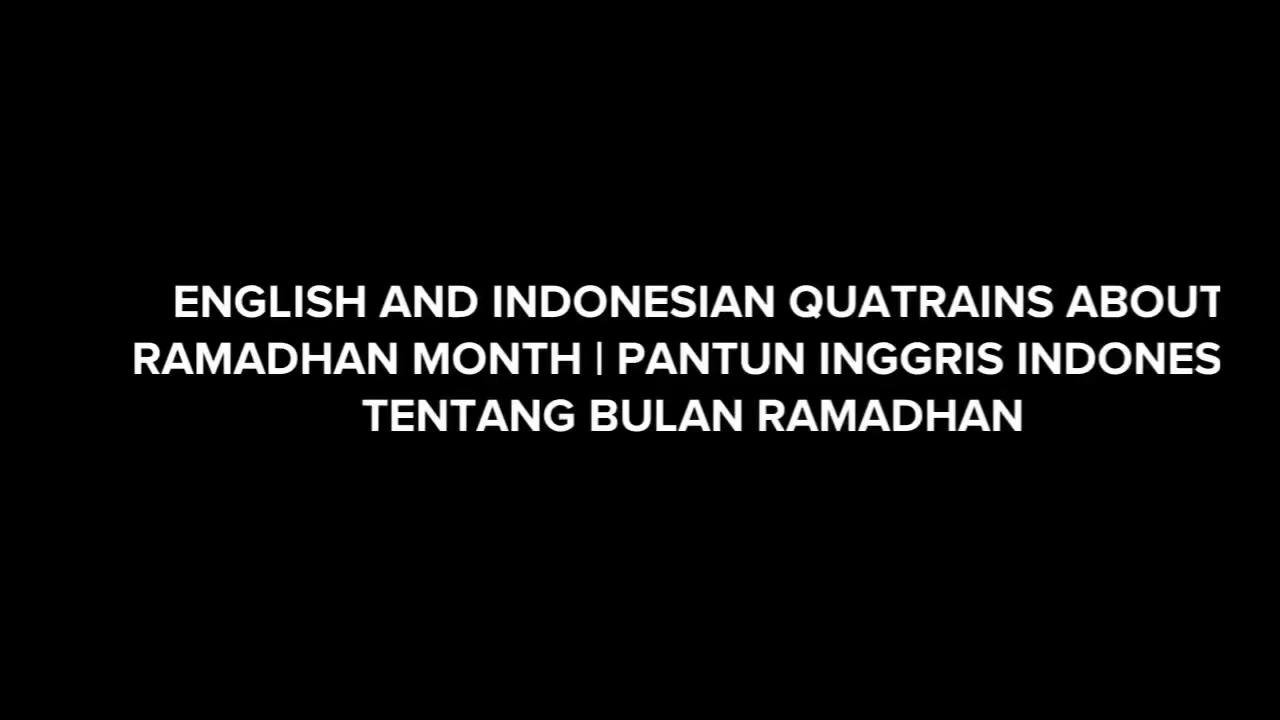 ENGLISH AND INDONESIAN QUATRAINS ABOUT
RAMADHAN MONTH | PANTUN INGGRIS INDONES
TENTANG BULAN RAMADHAN